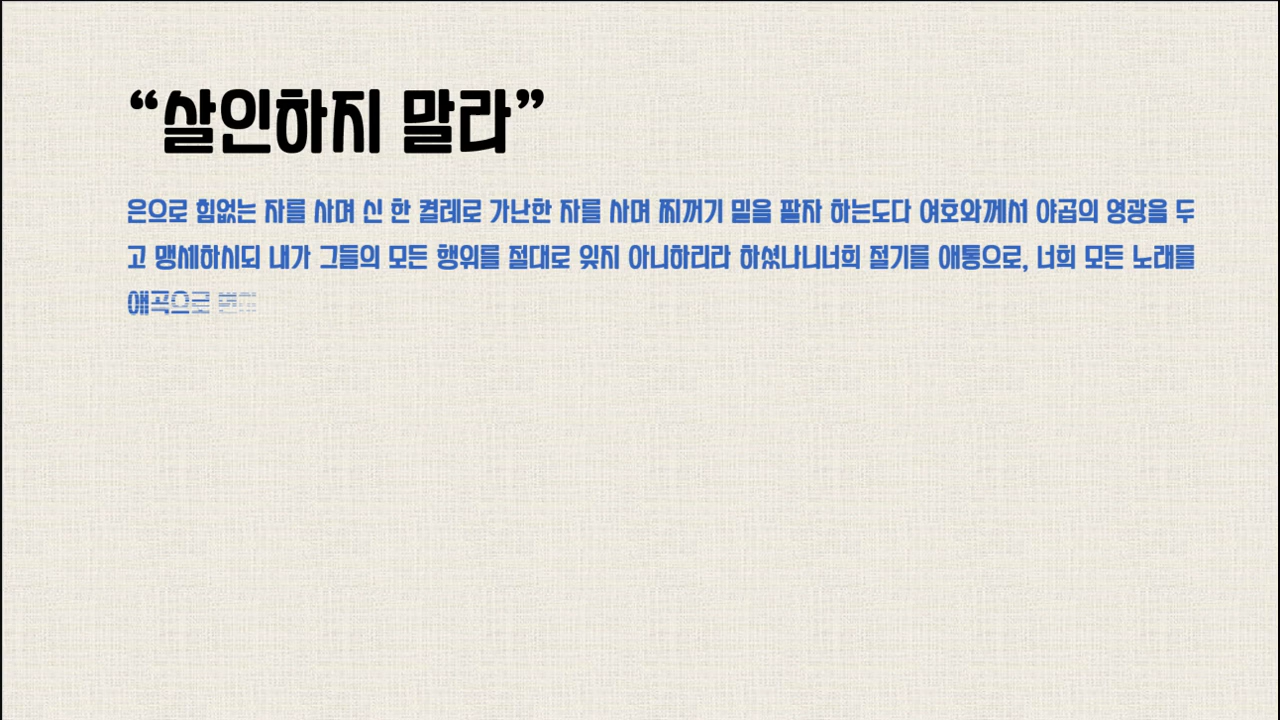 “살인하지 말라”
은으로 힘없는 자를 사며 신 한 켤레로 가난한 자를 사며 찌꺼기 밀을 팔자 하는도다 여호와께서 야곱의 영광을 두
고 맹세하시되 내가 그들의 모든 행위를 절대로 잊지 아니하리라 하셨나니너희 절기를 애통으로, 너희 모든 노래를
애곡으로